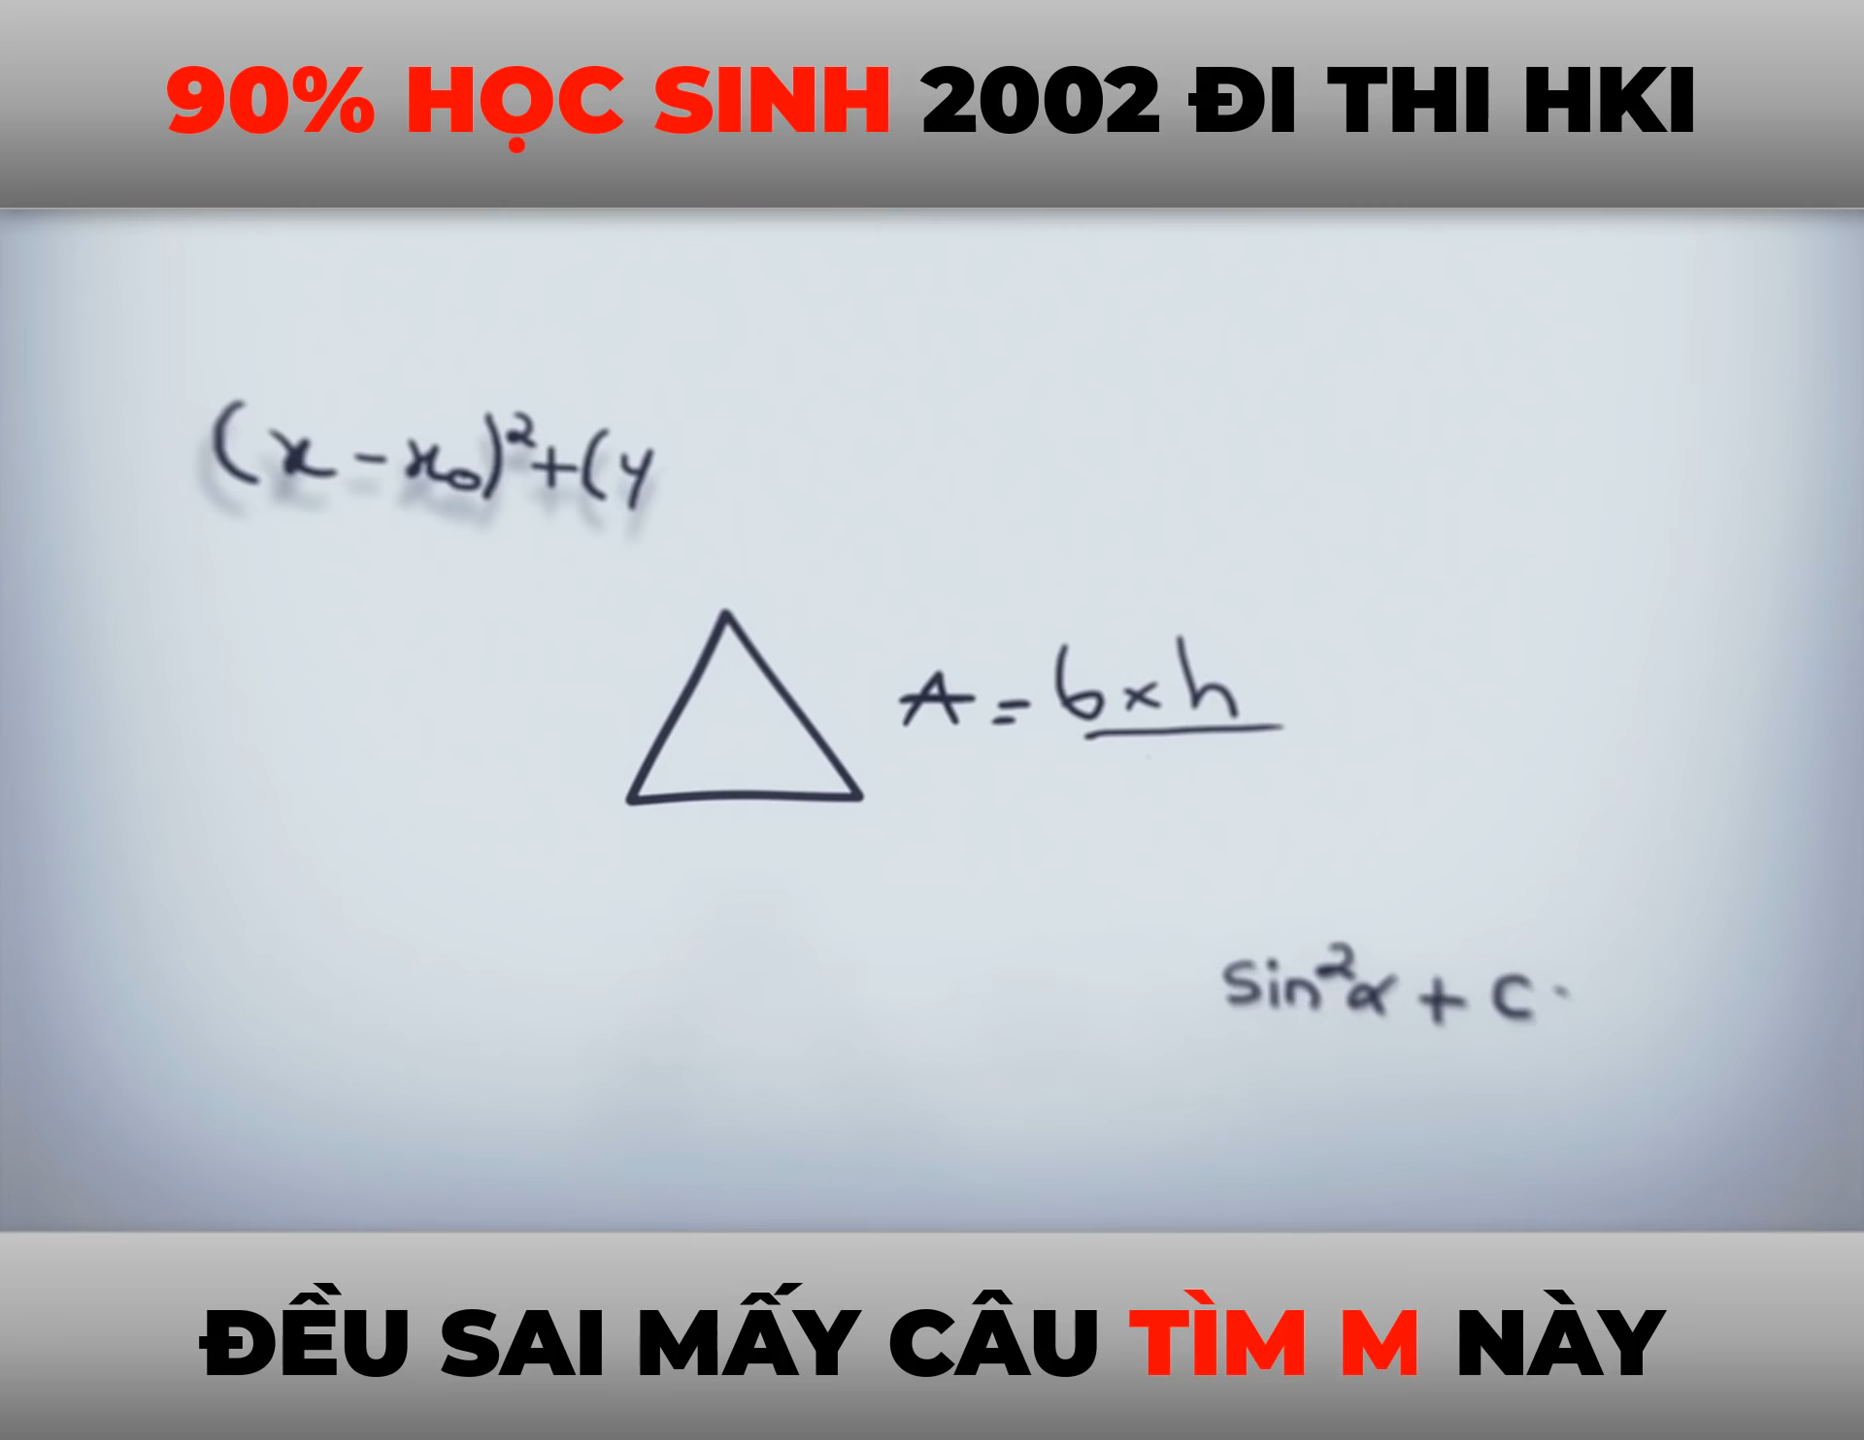 90% HỌC SINH 2002 ĐI THI HKI
(x - x₀)² + (y
A = b x h
sin²α + c
ĐỀU SAI MẤY CÂU TÌM M NÀY